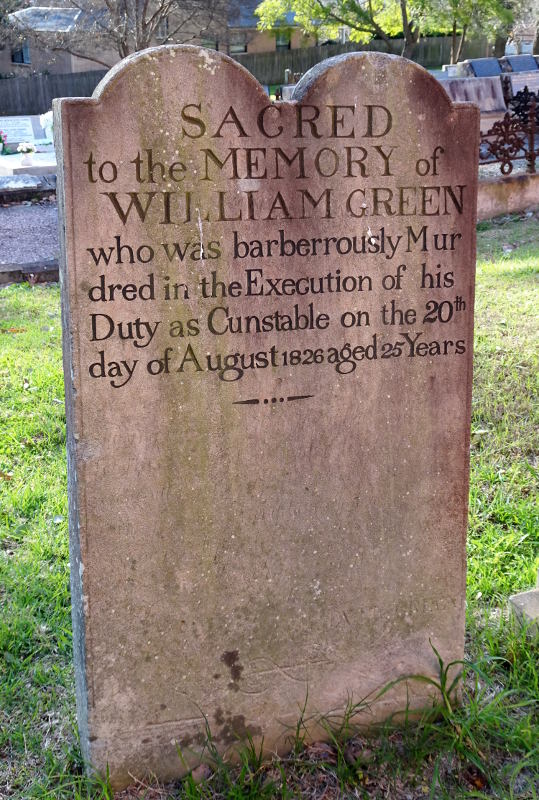 SACRED
to the MEMORY of
WILLIAM GREEN
who was barberrously Mur
dred in the Execution of his
Duty as Cunstable on the 20th
day of August 1826 aged 25 Years